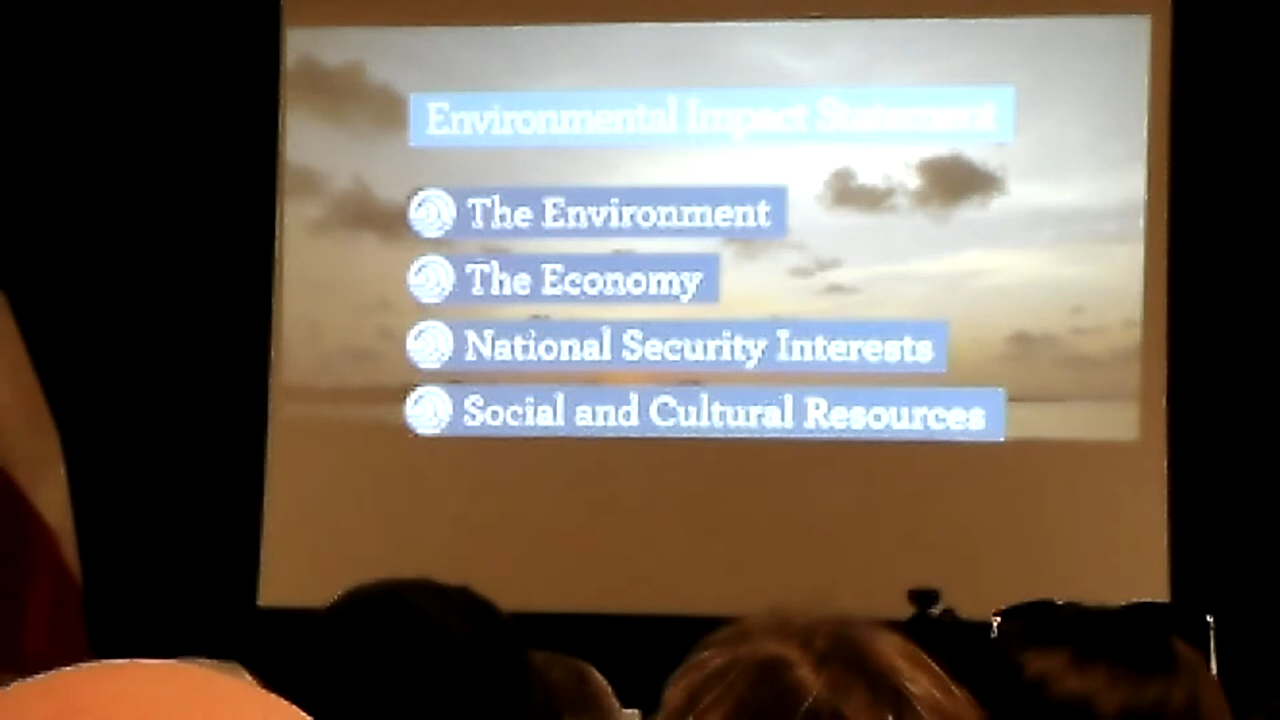 Environmental Impact Statement
The Environment
The Economy
National Security Interests
Social and Cultural Resources